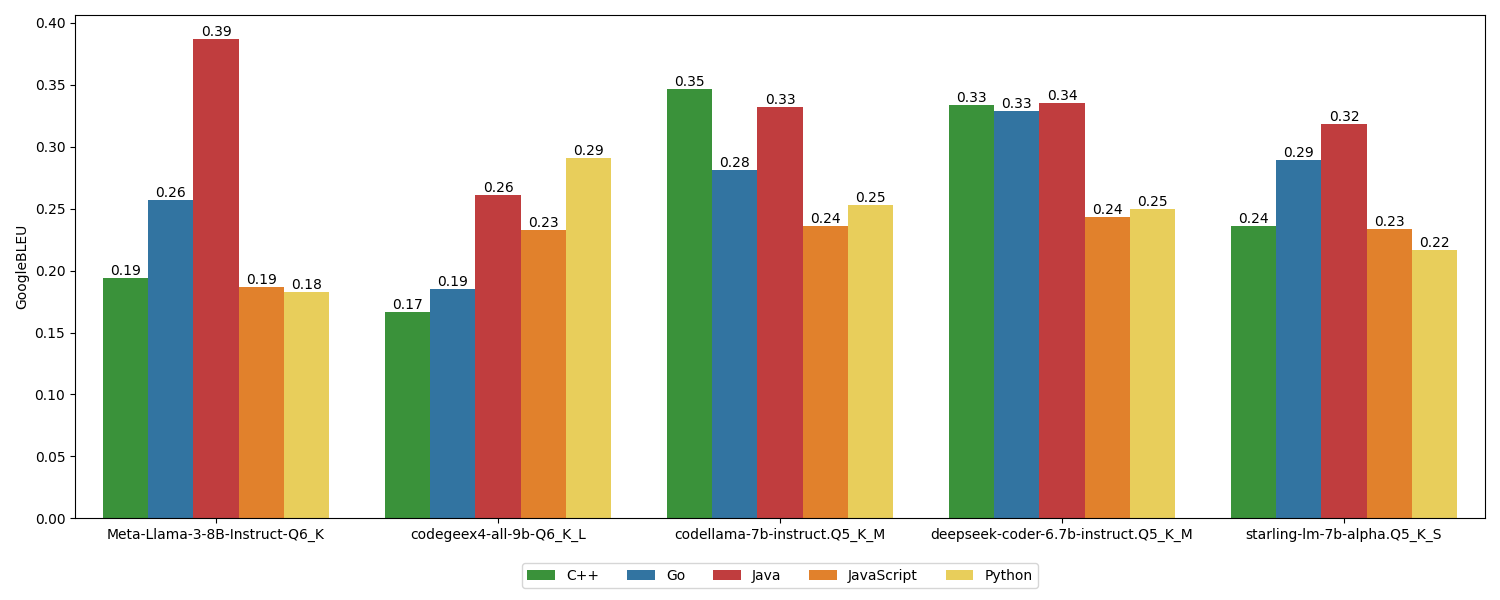 GoogleBLEU
0.40
0.35
0.30
0.25
0.20
0.15
0.10
0.05
0.00
0.19 0.26 0.39 0.19 0.18
0.17 0.19 0.26 0.23 0.29
0.35 0.28 0.33 0.24 0.25
0.33 0.33 0.34 0.24 0.25
0.24 0.29 0.32 0.23 0.22
Meta-Llama-3-8B-Instruct-Q6_K codegeex4-all-9b-Q6_K_L codellama-7b-instruct.Q5_K_M deepseek-coder-6.7b-instruct.Q5_K_M starling-lm-7b-alpha.Q5_K_S
C++ Go Java JavaScript Python